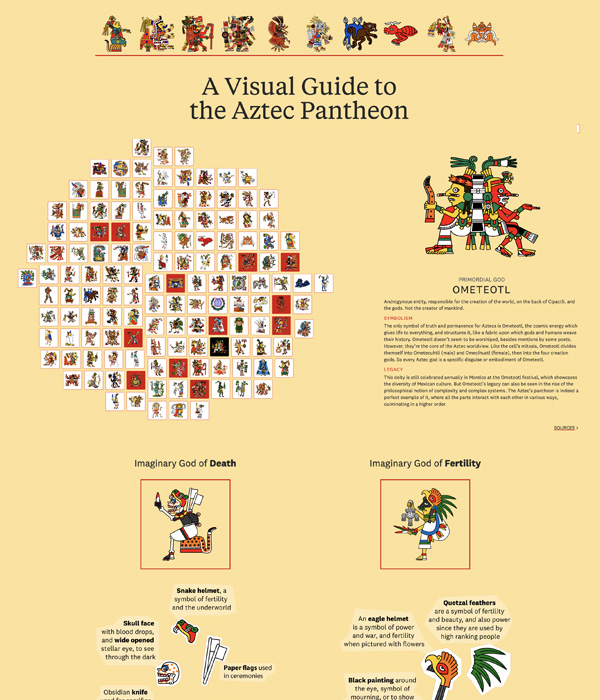 A Visual Guide to
the Aztec Pantheon
PRIMORDIAL GOD
OMETEOTL
Androgynous entity, responsible for the creation of the world, on the back of Cipactli, and
the gods. Not the creator of mankind.
SYMBOLISM
The only symbol of truth and permanence for Aztecs is Ometeotl, the cosmic energy which
gives life to everything, and structures it, like a fabric upon which gods and humans weave
their history. Ometeotl doesn't seem to be worshiped, besides mentions by some poets.
However, they're the core of the Aztec worldview. Like the cell's mitosis, Ometeotl divides
themself into Ometecuhtli (male) and Omecihuatl (female), then into the four creation
gods. So every Aztec god is a specific disguise or embodiment of Ometeotl.
LEGACY
This deity is still celebrated annually in Morelos at the Ometeotl festival, which showcases
the diversity of Mexican culture. But Ometeotl's legacy can also be seen in the rise of the
philosophical notion of complexity and complex systems. The Aztec's pantheon is indeed a
perfect example of it, where all the parts interact with each other in various ways,
culminating in a higher order.
SOURCES >
Imaginary God of Death
Snake helmet, a
symbol of fertility
and the underworld
Skull face
with blood drops,
and wide opened
stellar eye, to see
through the dark
Paper flags used
in ceremonies
Obsidian knife
Imaginary God of Fertility
Quetzal feathers
are a symbol of fertility
and beauty, and also power
since they are used by
high ranking people
An eagle helmet
is a symbol of power
and war, and fertility
when pictured with flowers
Black painting around
the eye, symbol of
mourning, or to show